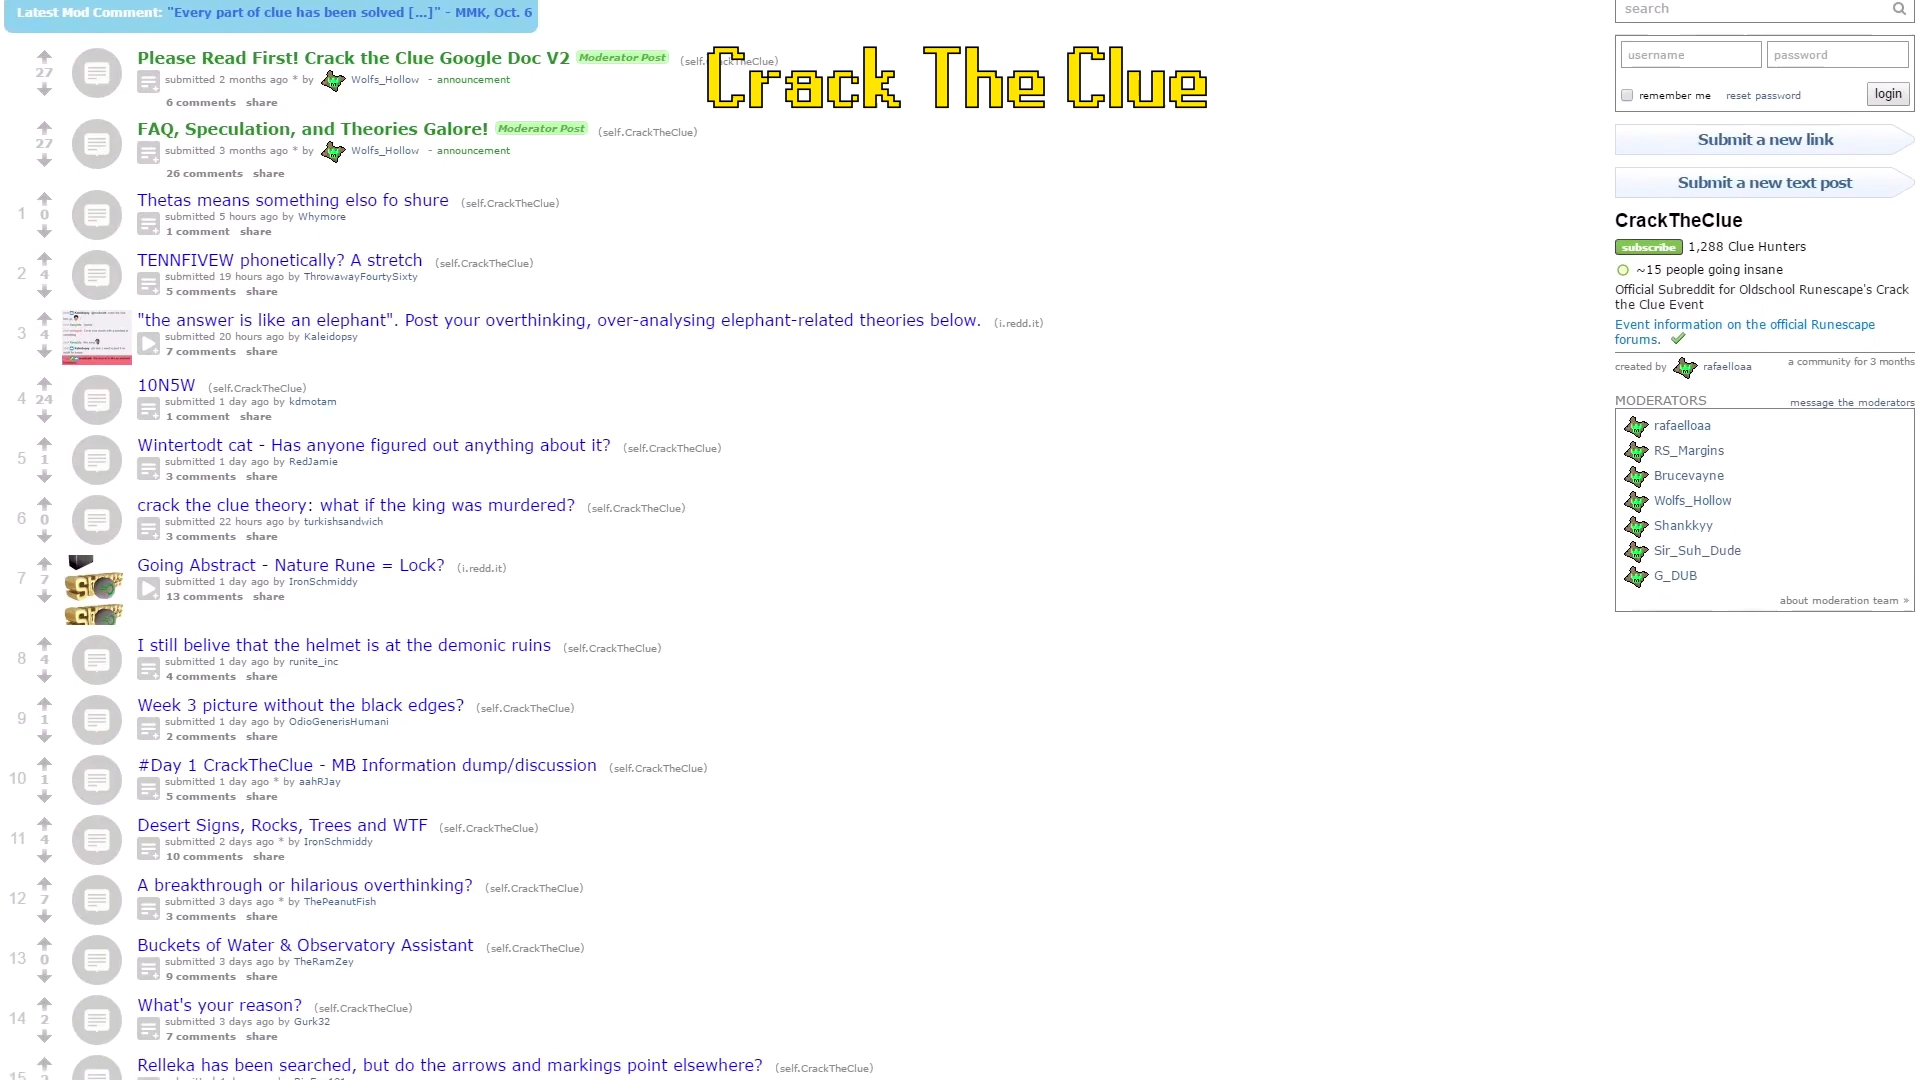 Latest Mod Comment: "Every part of clue has been solved [...]" - MMK, Oct. 6
Crack The Clue
27
Please Read First! Crack the Clue Google Doc V2 Moderator Post
submitted 2 months ago * by Wolfs_Hollow - announcement
6 comments share
27
FAQ, Speculation, and Theories Galore! Moderator Post (self.CrackTheClue)
submitted 3 months ago * by Wolfs_Hollow - announcement
26 comments share
1 0 Thetas means something elso fo shure (self.CrackTheClue)
submitted 5 hours ago by Whymore
1 comment share
2 4 TENNFIVEW phonetically? A stretch (self.CrackTheClue)
submitted 19 hours ago by ThrowawayFourtySixty
5 comments share
3 4 "the answer is like an elephant". Post your overthinking, over-analysing elephant-related theories below. (i.redd.it)
submitted 20 hours ago by Kaleidopsy
7 comments share
4 24 10N5W (self.CrackTheClue)
submitted 1 day ago by kdmotam
1 comment share
5 1 Wintertodt cat - Has anyone figured out anything about it? (self.CrackTheClue)
submitted 1 day ago by RedJamie
3 comments share
6 0 crack the clue theory: what if the king was murdered? (self.CrackTheClue)
submitted 22 hours ago by turkishsandwich
3 comments share
7 7 Going Abstract - Nature Rune = Lock? (i.redd.it)
submitted 1 day ago by IronSchmiddy
13 comments share
8 4 I still belive that the helmet is at the demonic ruins (self.CrackTheClue)
submitted 1 day ago by runite_inc
4 comments share
9 1 Week 3 picture without the black edges? (self.CrackTheClue)
submitted 1 day ago by OdioGenerisHumani
2 comments share
10 1 #Day 1 CrackTheClue - MB Information dump/discussion (self.CrackTheClue)
submitted 1 day ago * by aahRJay
5 comments share
11 4 Desert Signs, Rocks, Trees and WTF (self.CrackTheClue)
submitted 2 days ago * by IronSchmiddy
10 comments share
12 7 A breakthrough or hilarious overthinking? (self.CrackTheClue)
submitted 3 days ago * by ThePeanutFish
3 comments share
13 0 Buckets of Water & Observatory Assistant (self.CrackTheClue)
submitted 3 days ago by TheRamZey
9 comments share
14 2 What's your reason? (self.CrackTheClue)
submitted 3 days ago by Gurk32
7 comments share
15 Relleka has been searched, but do the arrows and markings point elsewhere? (self.CrackTheClue)
search
username password
remember me reset password login
Submit a new link
Submit a new text post
CrackTheClue
subscribe 1,288 Clue Hunters
~15 people going insane
Official Subreddit for Oldschool Runescape's Crack
the Clue Event
Event information on the official Runescape
forums.
created by rafaelloaa a community for 3 months
MODERATORS message the moderators
rafaelloaa
RS_Margins
Brucevayne
Wolfs_Hollow
Shankkyy
Sir_Suh_Dude
G_DUB
about moderation team »